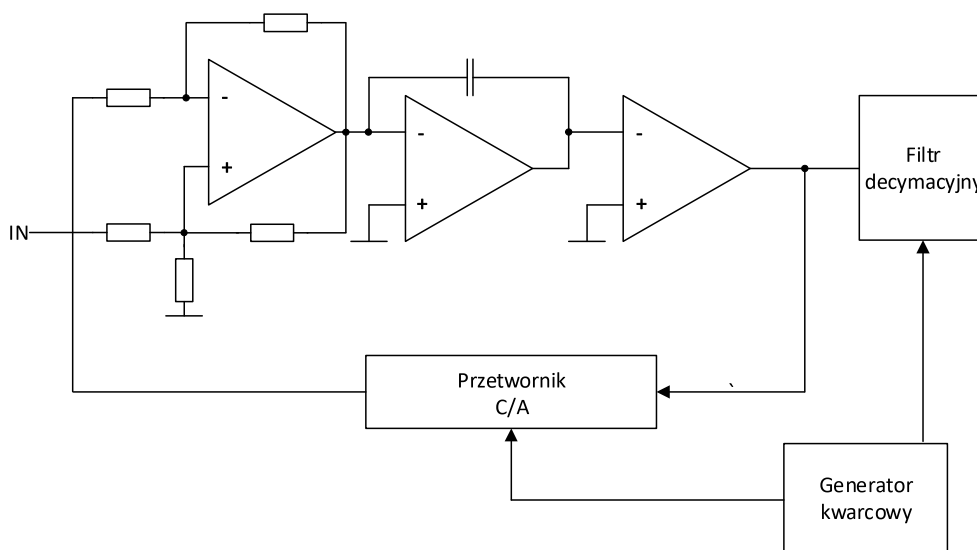 -
+
IN
-
+
-
+
Filtr
decymacyjny
Przetwornik
C/A
`
Generator
kwarcowy